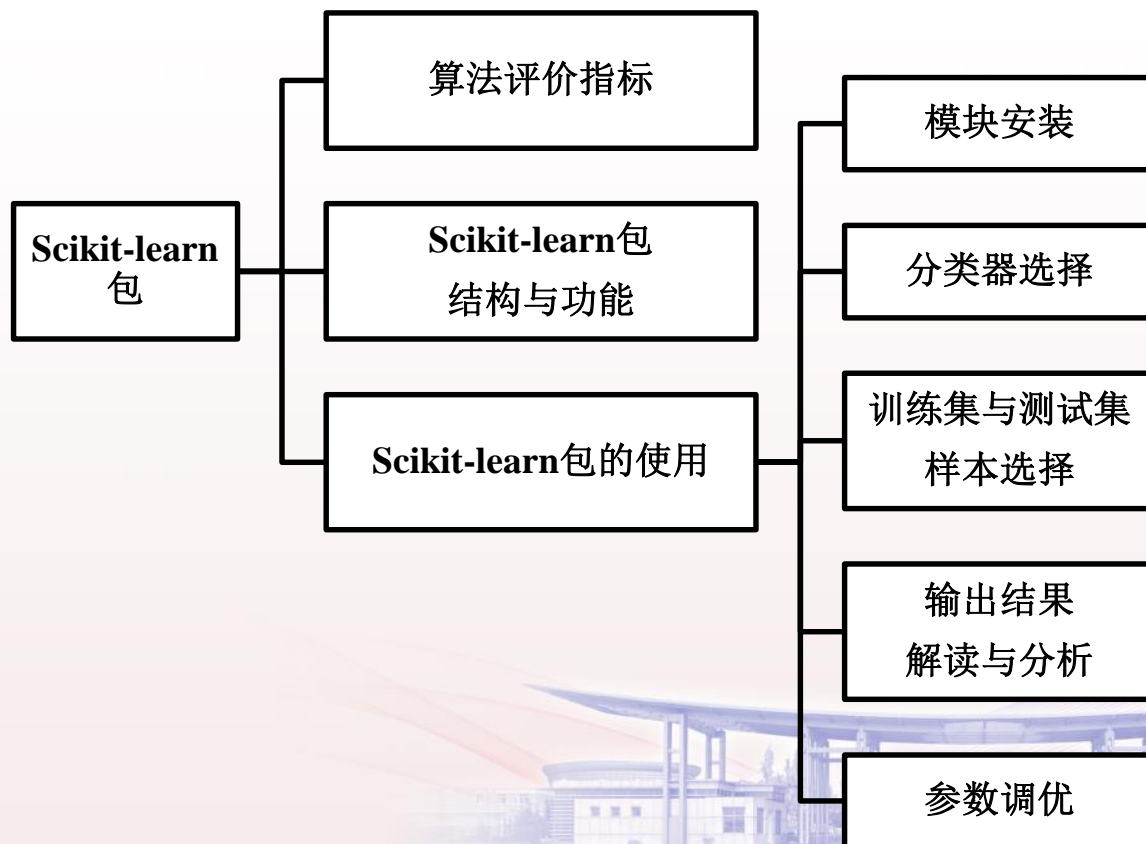 Scikit-learn
包
算法评价指标
Scikit-learn包
结构与功能
Scikit-learn包的使用
模块安装
分类器选择
训练集与测试集
样本选择
输出结果
解读与分析
参数调优